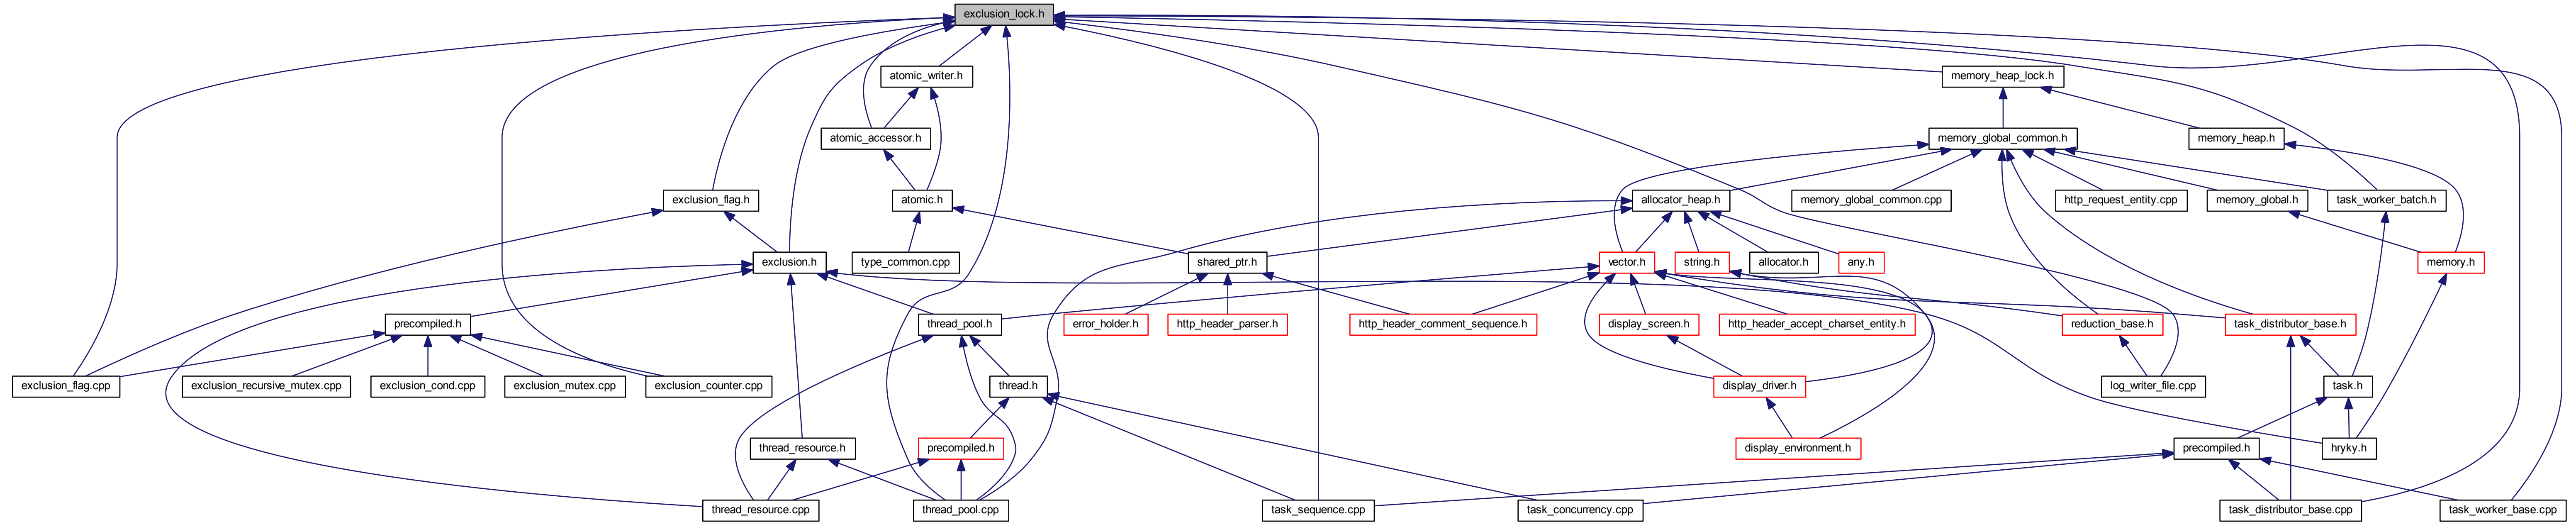 exclusion_lock.h
atomic_writer.h
memory_heap_lock.h
atomic_accessor.h
memory_global_common.h
memory_heap.h
exclusion_flag.h
atomic.h
allocator_heap.h
memory_global_common.cpp
http_request_entity.cpp
memory_global.h
task_worker_batch.h
exclusion.h
type_common.cpp
shared_ptr.h
vector.h
string.h
allocator.h
any.h
memory.h
precompiled.h
thread_pool.h
error_holder.h
http_header_parser.h
http_header_comment_sequence.h
display_screen.h
http_header_accept_charset_entity.h
reduction_base.h
task_distributor_base.h
exclusion_flag.cpp
exclusion_recursive_mutex.cpp
exclusion_cond.cpp
exclusion_mutex.cpp
exclusion_counter.cpp
thread.h
display_driver.h
log_writer_file.cpp
task.h
thread_resource.h
precompiled.h
display_environment.h
precompiled.h
hryky.h
thread_resource.cpp
thread_pool.cpp
task_sequence.cpp
task_concurrency.cpp
task_distributor_base.cpp
task_worker_base.cpp